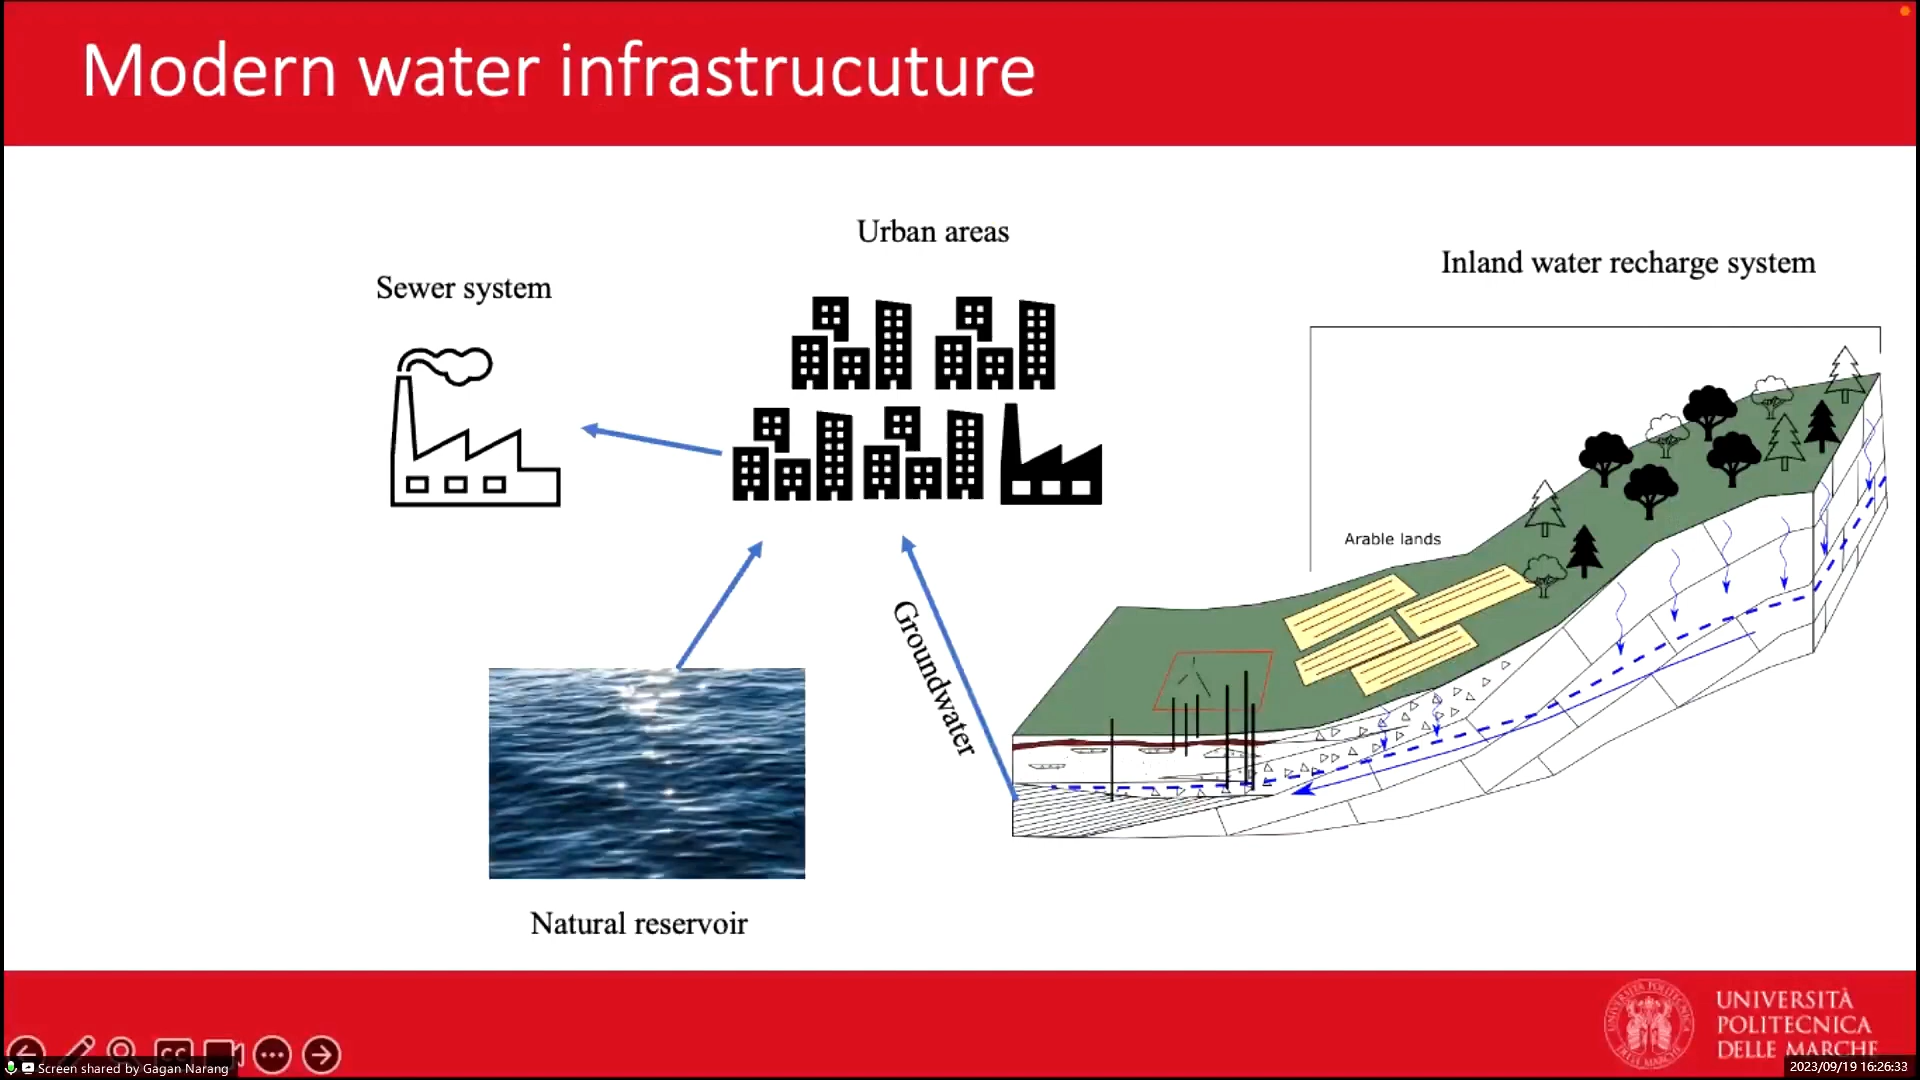 Modern water infrastrucuture
Urban areas
Inland water recharge system
Sewer system
Arable lands
Groundwater
Natural reservoir
UNIVERSITÀ
POLITECNICA
DELLE MARCHE
CC
Screen shared by Gagan Narang
2023/09/19 16:26:33